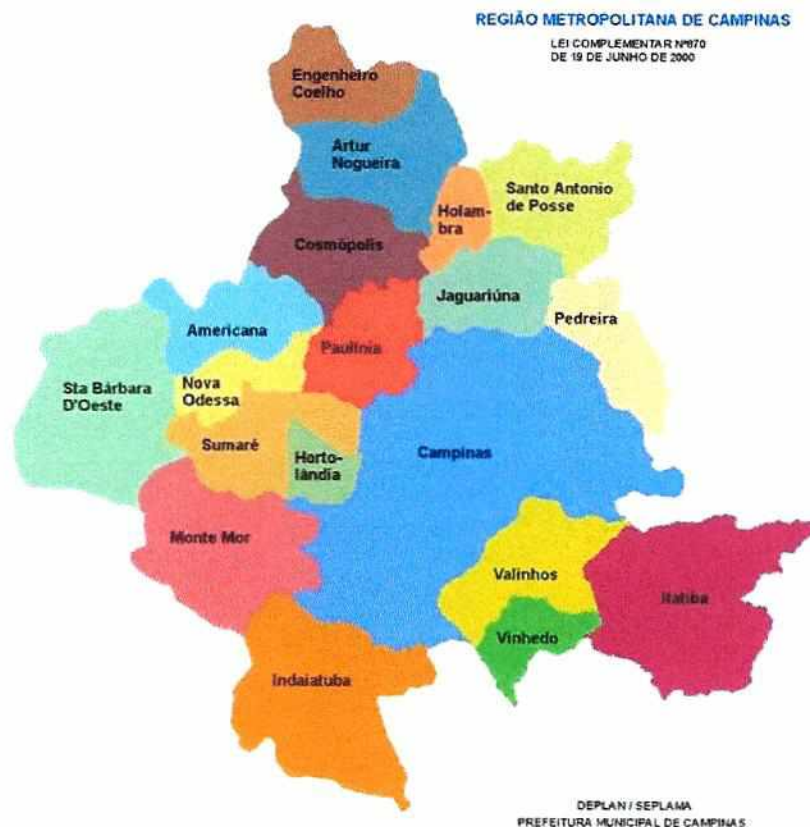 REGIÃO METROPOLITANA DE CAMPINAS
LEI COMPLEMENTAR Nº870
DE 19 DE JUNHO DE 2000
Engenheiro
Coelho
Artur
Nogueira
Santo Antonio
de Posse
Holam-
bra
Cosmópolis
Jaguariúna
Pedreira
Americana
Paulínia
Sta Bárbara
D'Oeste
Nova
Odessa
Sumaré
Horto-
lândia
Campinas
Monte Mor
Valinhos
Itatiba
Vinhedo
Indaiatuba
DEPLAN / SEPLAMA
PREFEITURA MUNICIPAL DE CAMPINAS